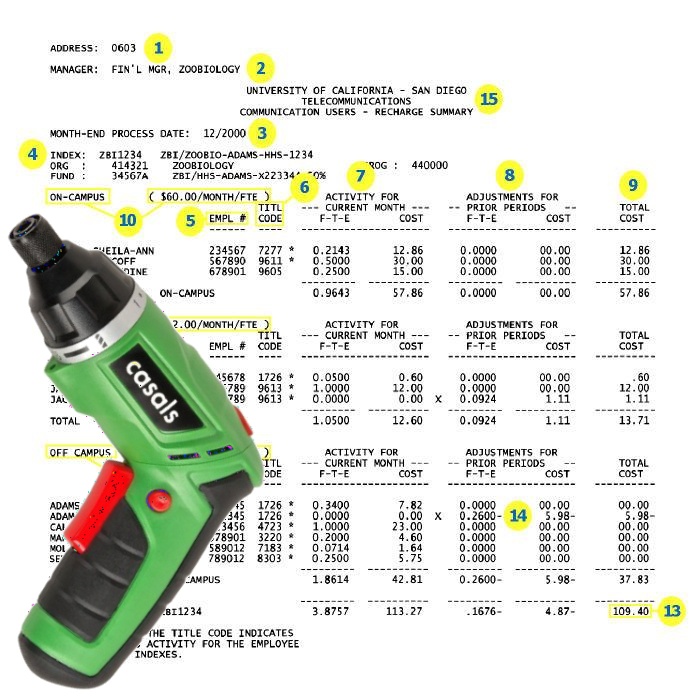 ADDRESS: 0603 1
MANAGER: FIN'L MGR, ZOOBIOLOGY 2
UNIVERSITY OF CALIFORNIA - SAN DIEGO
TELECOMMUNICATIONS 15
COMMUNICATION USERS - RECHARGE SUMMARY
MONTH-END PROCESS DATE: 12/2000 3
4 INDEX: ZBI1234 ZBI/ZOOBIO-ADAMS-HHS-1234
ORG : 414321 ZOOBIOLOGY : 440000
FUND : 34567A ZBI/HHS-ADAMS-X22334
6 7 8 9
ON-CAMPUS ( $60.00/MONTH/FTE ) ACTIVITY FOR ADJUSTMENTS FOR
10 5 TITL --- CURRENT MONTH --- -- PRIOR PERIODS -- TOTAL
EMPL # CODE F-T-E COST F-T-E COST COST
234567 7277 * 0.2143 12.86 0.0000 00.00 12.86
567890 9611 * 0.5000 30.00 0.0000 00.00 30.00
678901 9605 0.2500 15.00 0.0000 00.00 15.00
ON-CAMPUS 0.9643 57.86 0.0000 00.00 57.86
2.00/MONTH/FTE ) ACTIVITY FOR ADJUSTMENTS FOR
TITL --- CURRENT MONTH --- -- PRIOR PERIODS -- TOTAL
EMPL # CODE F-T-E COST F-T-E COST COST
5678 1726 * 0.0500 0.60 0.0000 00.00 .60
789 9613 * 1.0000 12.00 0.0000 00.00 12.00
789 9613 * 0.0000 0.00 X 0.0924 1.11 1.11
TOTAL 1.0500 12.60 0.0924 1.11 13.71
OFF CAMPUS ) ACTIVITY FOR ADJUSTMENTS FOR
TITL --- CURRENT MONTH --- -- PRIOR PERIODS -- TOTAL
CODE F-T-E COST F-T-E COST COST
ADAMS 45 1726 * 0.3400 7.82 0.0000 00.00 00.00
345 1726 * 0.0000 0.00 X 0.2600- 14 5.98- 5.98-
3456 4723 * 1.0000 23.00 0.0000 00.00 00.00
78901 3220 * 0.2000 4.60 0.0000 00.00 00.00
589012 7183 * 0.0714 1.64 0.0000 00.00 00.00
789012 8303 * 0.2500 5.75 0.0000 00.00 00.00
CAMPUS 1.8614 42.81 0.2600- 5.98- 37.83
ZBI1234 3.8757 113.27 .1676- 4.87- 109.40 13
THE TITLE CODE INDICATES
ACTIVITY FOR THE EMPLOYEE
INDEXES.
casals